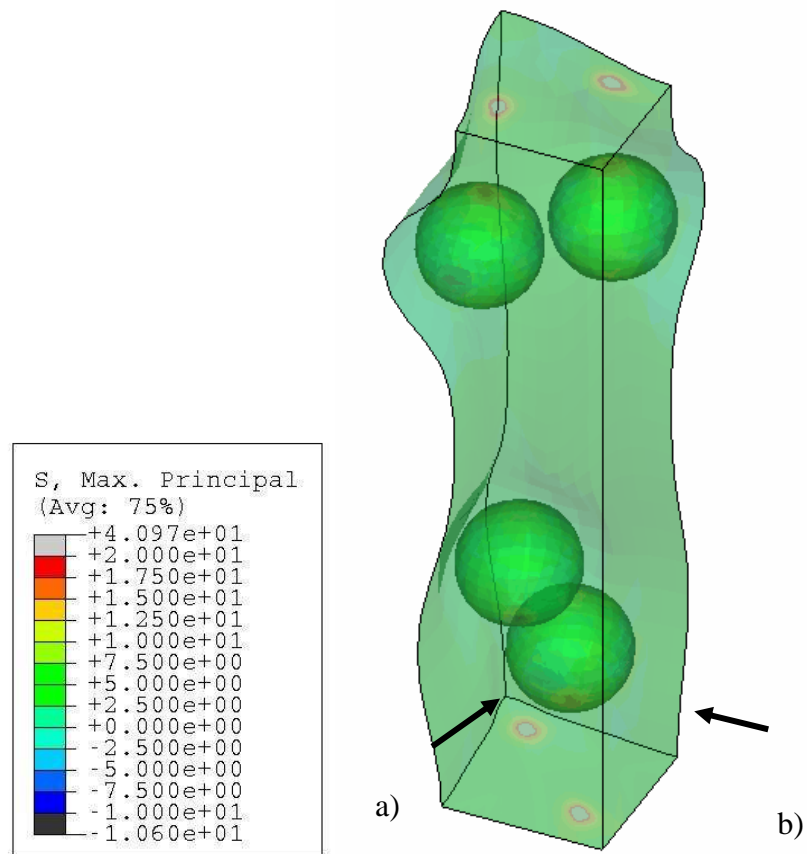 S, Max. Principal
(Avg: 75%)
+4.097e+01
+2.000e+01
+1.750e+01
+1.500e+01
+1.250e+01
+1.000e+01
+7.500e+00
+5.000e+00
+2.500e+00
+0.000e+00
-2.500e+00
-5.000e+00
-7.500e+00
-1.000e+01
-1.060e+01
a)
b)